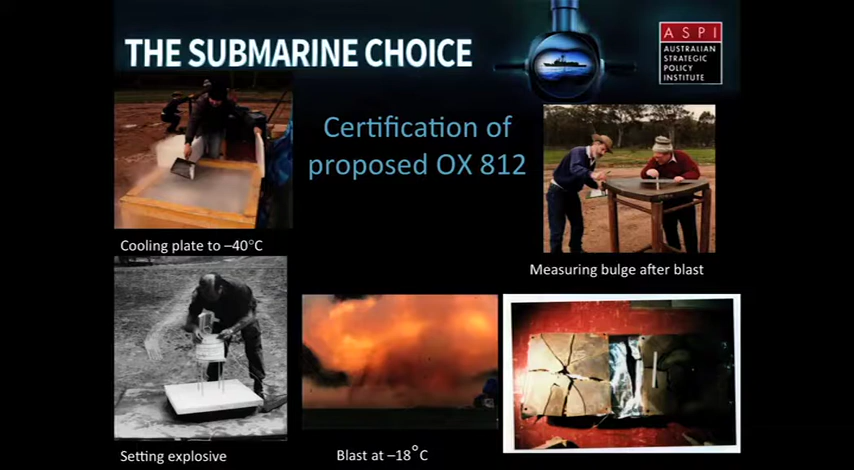 THE SUBMARINE CHOICE
ASPI
AUSTRALIAN
STRATEGIC
POLICY
INSTITUTE
Certification of
proposed OX 812
Cooling plate to –40°C
Measuring bulge after blast
Setting explosive
Blast at –18°C